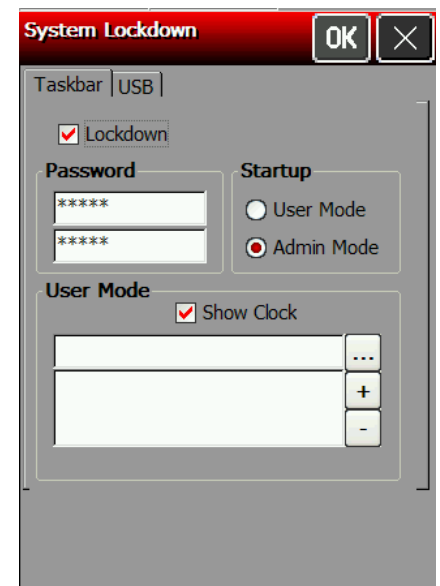 System Lockdown OK
Taskbar USB
Lockdown
Password Startup
***** User Mode
***** Admin Mode
User Mode
Show Clock
...
+
-